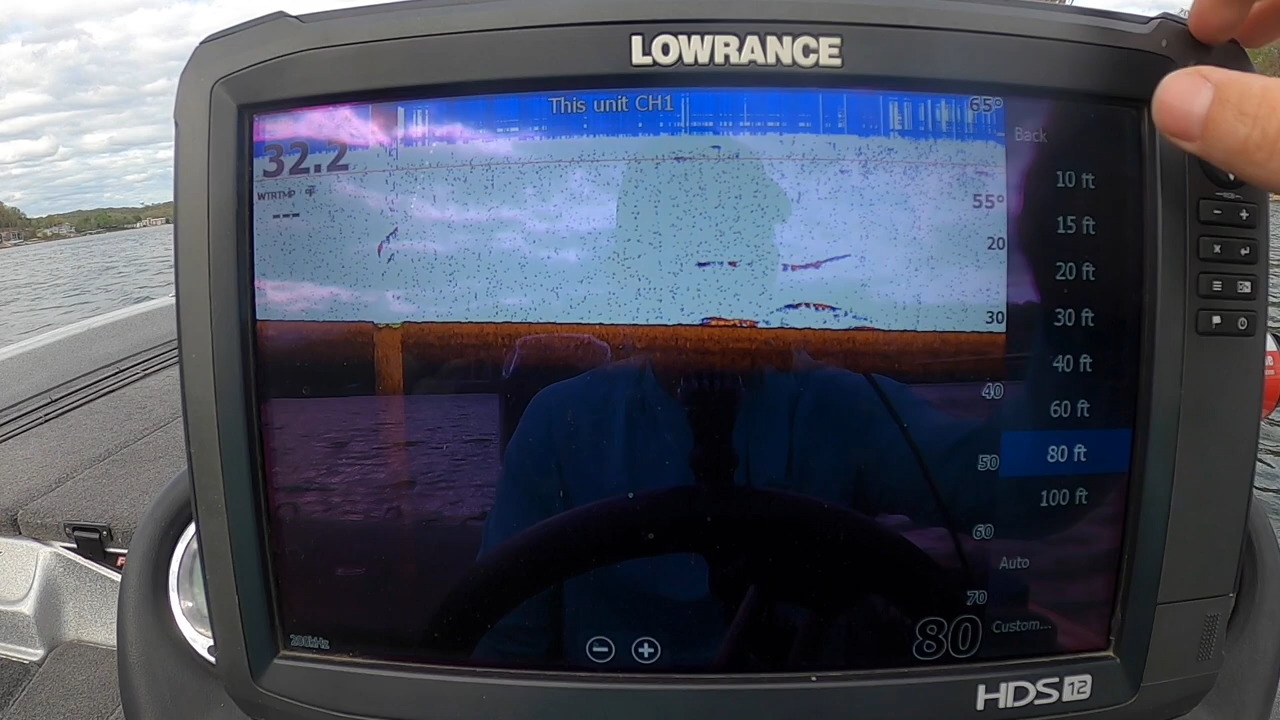 LOWRANCE
This unit CH1
65°
Back
32.2
WTRTMP °F
---
10 ft
55°
15 ft
20
20 ft
30
30 ft
40 ft
40
60 ft
50
80 ft
100 ft
60
Auto
70
Custom...
80
200kHz
HDS 12